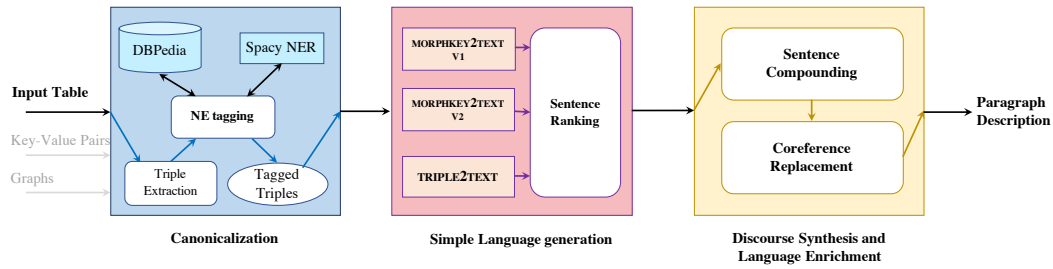 Input Table
Key-Value Pairs
Graphs
DBPedia
Spacy NER
NE tagging
Triple
Extraction
Tagged
Triples
Canonicalization
MORPHKEY2TEXT
V1
MORPHKEY2TEXT
V2
TRIPLE2TEXT
Sentence
Ranking
Simple Language generation
Sentence
Compounding
Coreference
Replacement
Discourse Synthesis and
Language Enrichment
Paragraph
Description